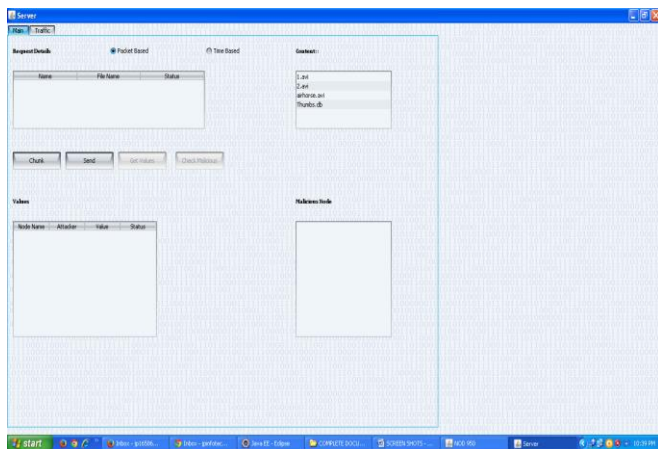 Server
Main Traffic
Request Details Packet Based Time Based Content::
Name File Name Status
1.avi
2.avi
airhorse.avi
Thumbs.db
Chunk Send Get Values Check Malicious
Values Malicious Node
Node Name Attacker Value Status
start Java EE - Eclipse COMPLETE DOCU... SCREEN SHOTS - ... Server 10:39 PM